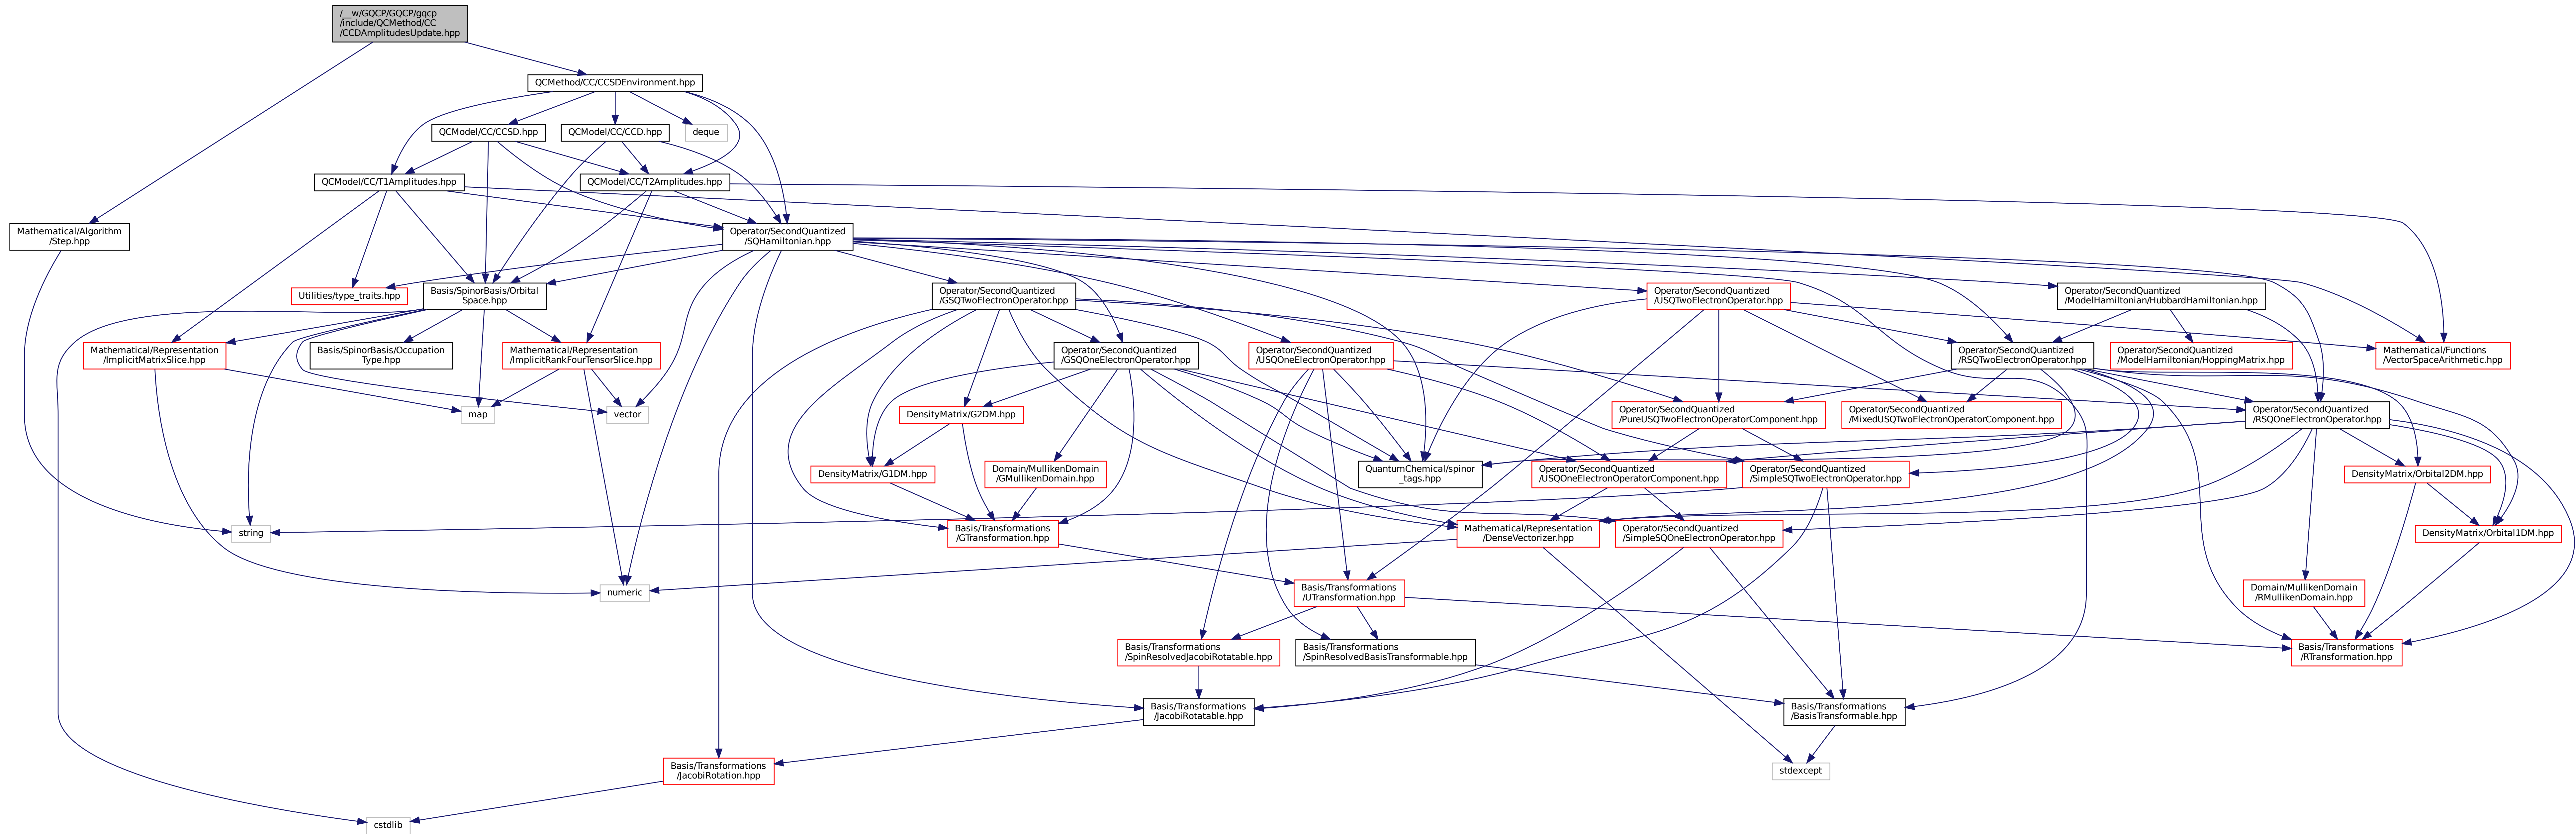 /__w/GQCP/GQCP/gqcp
/include/QCMethod/CC
/CCDAmplitudesUpdate.hpp
QCMethod/CC/CCSDEnvironment.hpp
QCModel/CC/CCSD.hpp
QCModel/CC/CCD.hpp
deque
QCModel/CC/T1Amplitudes.hpp
QCModel/CC/T2Amplitudes.hpp
Mathematical/Algorithm
/Step.hpp
Operator/SecondQuantized
/SQHamiltonian.hpp
Utilities/type_traits.hpp
Basis/SpinorBasis/Orbital
Space.hpp
Operator/SecondQuantized
/GSQTwoElectronOperator.hpp
Operator/SecondQuantized
/USQTwoElectronOperator.hpp
Operator/SecondQuantized
/ModelHamiltonian/HubbardHamiltonian.hpp
Mathematical/Representation
/ImplicitMatrixSlice.hpp
Basis/SpinorBasis/Occupation
Type.hpp
Mathematical/Representation
/ImplicitRankFourTensorSlice.hpp
Operator/SecondQuantized
/GSQOneElectronOperator.hpp
Operator/SecondQuantized
/USQOneElectronOperator.hpp
Operator/SecondQuantized
/RSQTwoElectronOperator.hpp
Operator/SecondQuantized
/ModelHamiltonian/HoppingMatrix.hpp
Mathematical/Functions
/VectorSpaceArithmetic.hpp
map
vector
DensityMatrix/G2DM.hpp
Operator/SecondQuantized
/PureUSQTwoElectronOperatorComponent.hpp
Operator/SecondQuantized
/MixedUSQTwoElectronOperatorComponent.hpp
Operator/SecondQuantized
/RSQOneElectronOperator.hpp
DensityMatrix/G1DM.hpp
Domain/MullikenDomain
/GMullikenDomain.hpp
QuantumChemical/spinor
_tags.hpp
Operator/SecondQuantized
/USQOneElectronOperatorComponent.hpp
Operator/SecondQuantized
/SimpleSQTwoElectronOperator.hpp
DensityMatrix/Orbital2DM.hpp
string
Basis/Transformations
/GTransformation.hpp
Mathematical/Representation
/DenseVectorizer.hpp
Operator/SecondQuantized
/SimpleSQOneElectronOperator.hpp
DensityMatrix/Orbital1DM.hpp
numeric
Basis/Transformations
/UTransformation.hpp
Domain/MullikenDomain
/RMullikenDomain.hpp
Basis/Transformations
/SpinResolvedJacobiRotatable.hpp
Basis/Transformations
/SpinResolvedBasisTransformable.hpp
Basis/Transformations
/RTransformation.hpp
Basis/Transformations
/JacobiRotatable.hpp
Basis/Transformations
/BasisTransformable.hpp
Basis/Transformations
/JacobiRotation.hpp
stdexcept
cstdlib